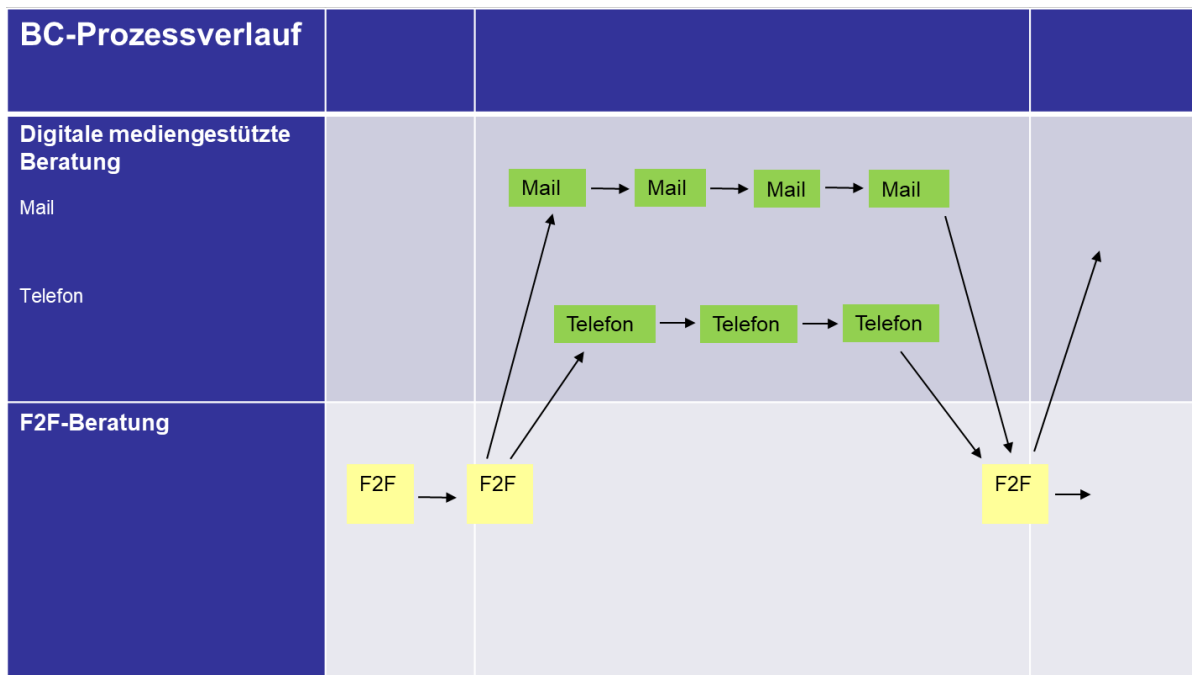 BC-Prozessverlauf
Digitale mediengestützte
Beratung
Mail
Mail Mail Mail Mail
Telefon
Telefon Telefon Telefon
F2F-Beratung
F2F F2F F2F